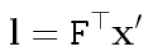 l = F⊤x′